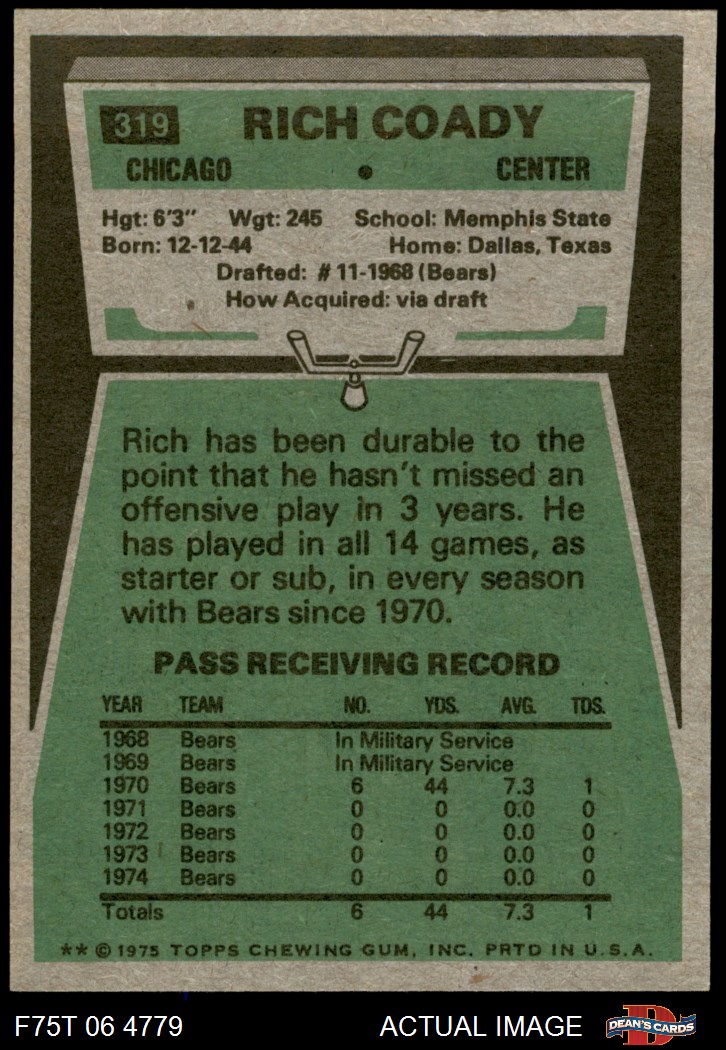 319 RICH COADY
CHICAGO • CENTER
Hgt: 6'3" Wgt: 245 School: Memphis State
Born: 12-12-44 Home: Dallas, Texas
Drafted: #11-1968 (Bears)
How Acquired: via draft
Rich has been durable to the
point that he hasn't missed an
offensive play in 3 years. He
has played in all 14 games, as
starter or sub, in every season
with Bears since 1970.
PASS RECEIVING RECORD
YEAR TEAM NO. YDS. AVG. TDS.
1968 Bears In Military Service
1969 Bears In Military Service
1970 Bears 6 44 7.3 1
1971 Bears 0 0 0.0 0
1972 Bears 0 0 0.0 0
1973 Bears 0 0 0.0 0
1974 Bears 0 0 0.0 0
Totals 6 44 7.3 1
** © 1975 TOPPS CHEWING GUM, INC. PRTD IN U.S.A.
F75T 06 4779 ACTUAL IMAGE D DEAN'S CARDS